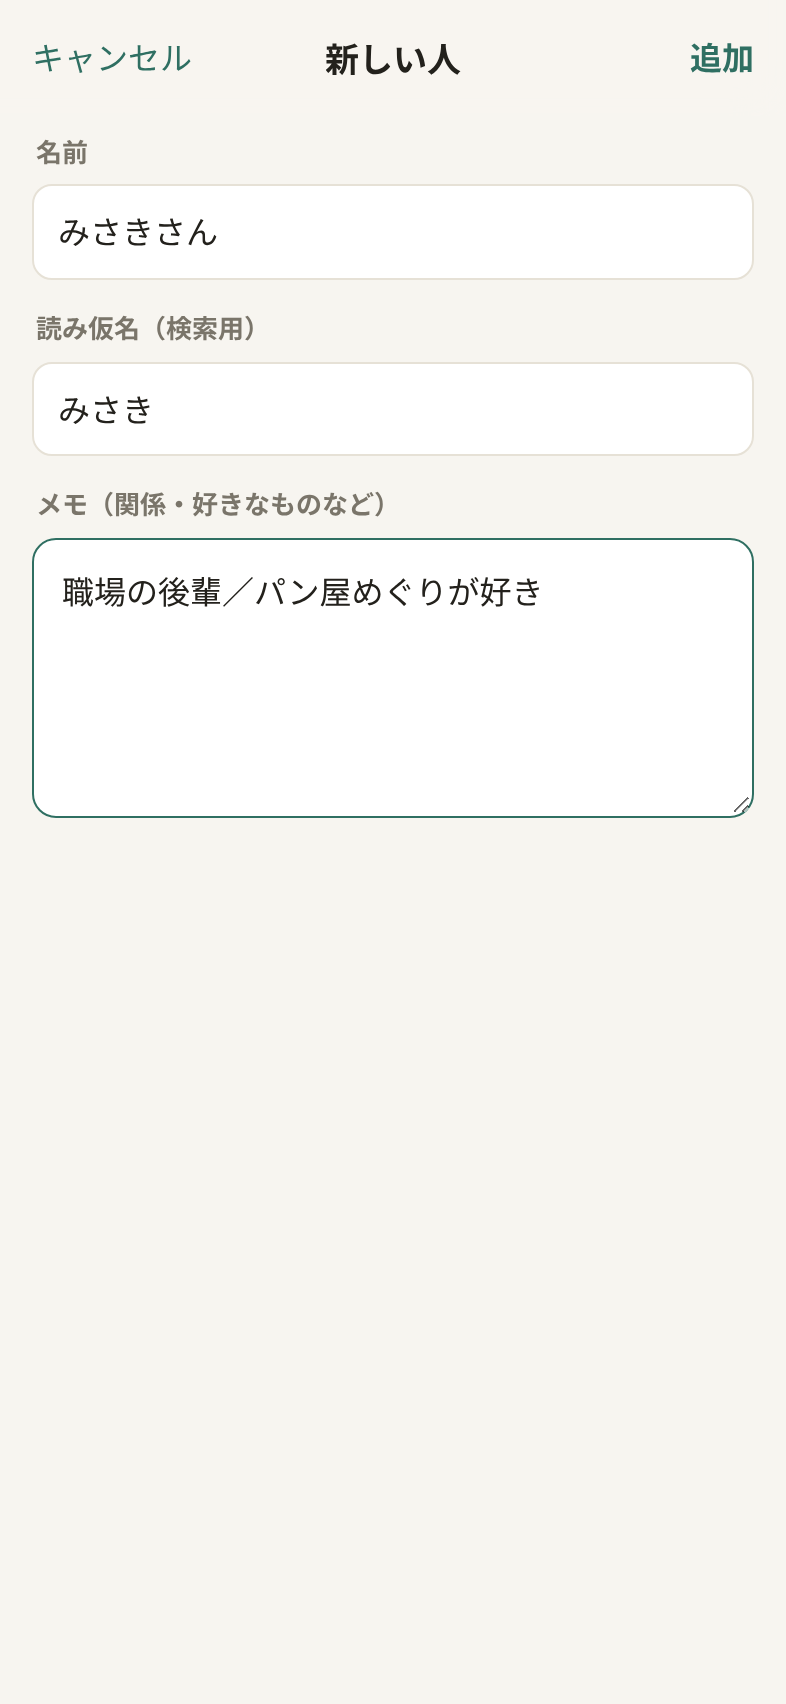 キャンセル 新しい人 追加
名前
みさきさん
読み仮名（検索用）
みさき
メモ（関係・好きなものなど）
職場の後輩／パン屋めぐりが好き